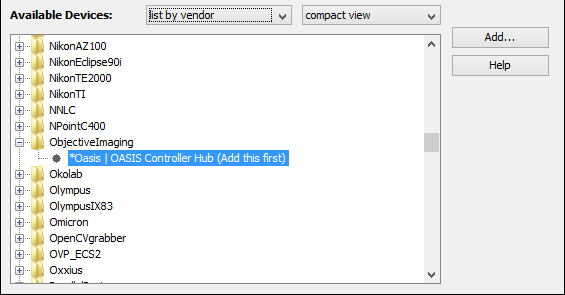 Available Devices: list by vendor compact view
Add...
NikonAZ100
NikonEclipse90i
Help
NikonTE2000
NikonTI
NNLC
NPointC400
ObjectiveImaging
*Oasis | OASIS Controller Hub (Add this first)
Okolab
Olympus
OlympusIX83
Omicron
OpenCVgrabber
OVP_ECS2
Oxxius